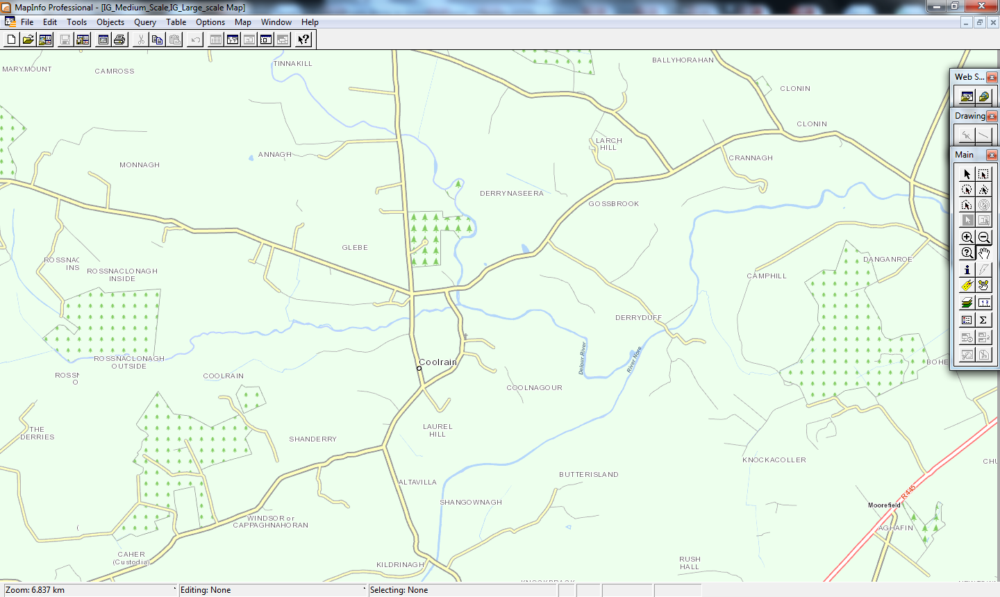 MapInfo Professional - [IG_Medium_Scale,IG_Large_scale Map]
File Edit Tools Objects Query Table Options Map Window Help
TINNAKILL
BALLYHORAHAN
MARYMOUNT
CAMROSS
Web S...
CLONIN
Drawing
CLONIN
LARCH
HILL
ANNAGH
Main
CRANNAGH
MONNAGH
DERRYNASEERA
GOSSBROOK
GLEBE
ROSSNAC
INS
DANGANROE
ROSSNACLONAGH
INSIDE
CAMPHILL
1.2
DERRYDUFF
Delour River
River Nore
ROSSNACLONAGH
OUTSIDE
Coolrain
BOHE
ROSSN
O
COOLRAIN
COOLNAGOUR
THE
DERRIES
LAUREL
HILL
SHANDERRY
KNOCKACOLLER
CHU
BUTTERISLAND
ALTAVILLA
R445
SHANGOWNAGH
Moorefield
WINDSOR or
CAPPAGHNAHORAN
AGHAFIN
CAHER
(Custodia)
RUSH
HALL
KILDRINAGH
Zoom: 6.837 km
Editing: None
Selecting: None